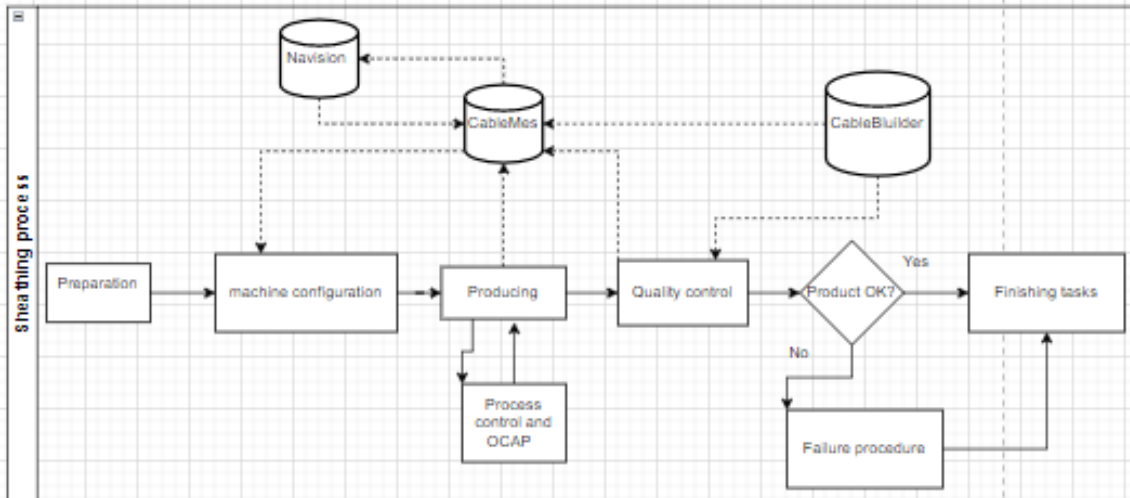 Sheathing process
Navision
CableMes
CableBluilder
Preparation
machine configuration
Producing
Quality control
Product OK?
Yes
Finishing tasks
No
Process
control and
OCAP
Failure procedure